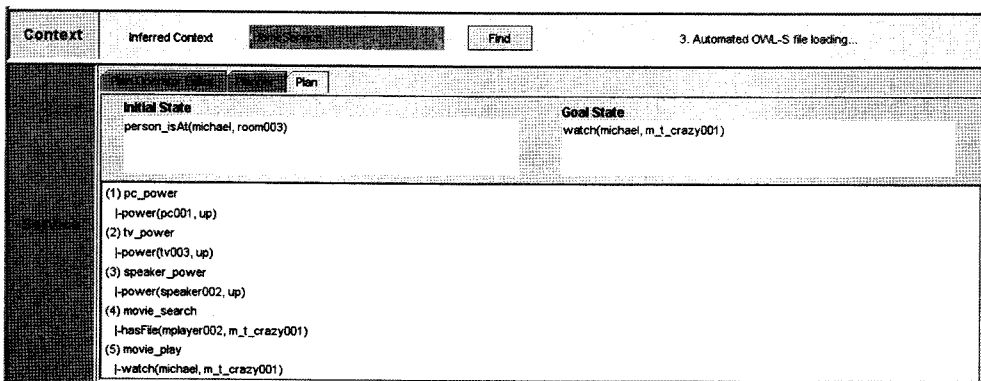 Context
Inferred Context
Find
3. Automated OWL-S file loading...
Plan
Initial State
person_isAt(michael, room003)
Goal State
watch(michael, m_t_crazy001)
(1) pc_power
|-power(pc001, up)
(2) tv_power
|-power(tv003, up)
(3) speaker_power
|-power(speaker002, up)
(4) movie_search
|-hasFile(mplayer002, m_t_crazy001)
(5) movie_play
|-watch(michael, m_t_crazy001)